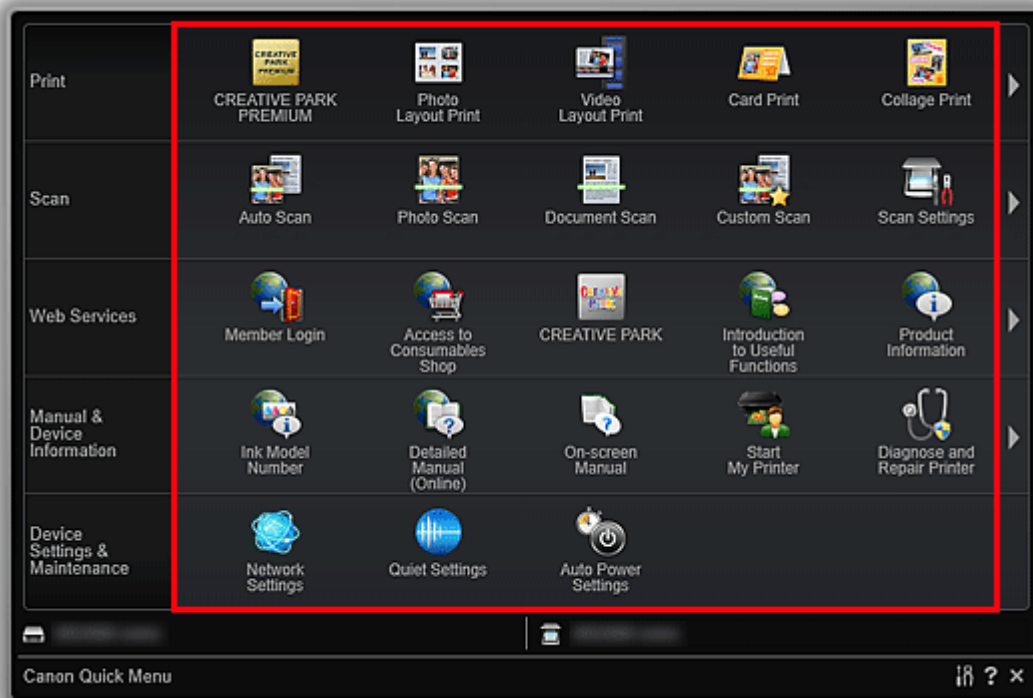 Print
CREATIVE
PARK
PREMIUM
CREATIVE PARK
PREMIUM
Photo
Layout Print
Video
Layout Print
Card Print
Collage Print
Scan
Auto Scan
Photo Scan
Document Scan
Custom Scan
Scan Settings
Web Services
Member Login
Access to
Consumables
Shop
CREATIVE PARK
Introduction
to Useful
Functions
Product
Information
Manual &
Device
Information
Ink Model
Number
Detailed
Manual
(Online)
On-screen
Manual
Start
My Printer
Diagnose and
Repair Printer
Device
Settings &
Maintenance
Network
Settings
Quiet Settings
Auto Power
Settings
Canon Quick Menu
?